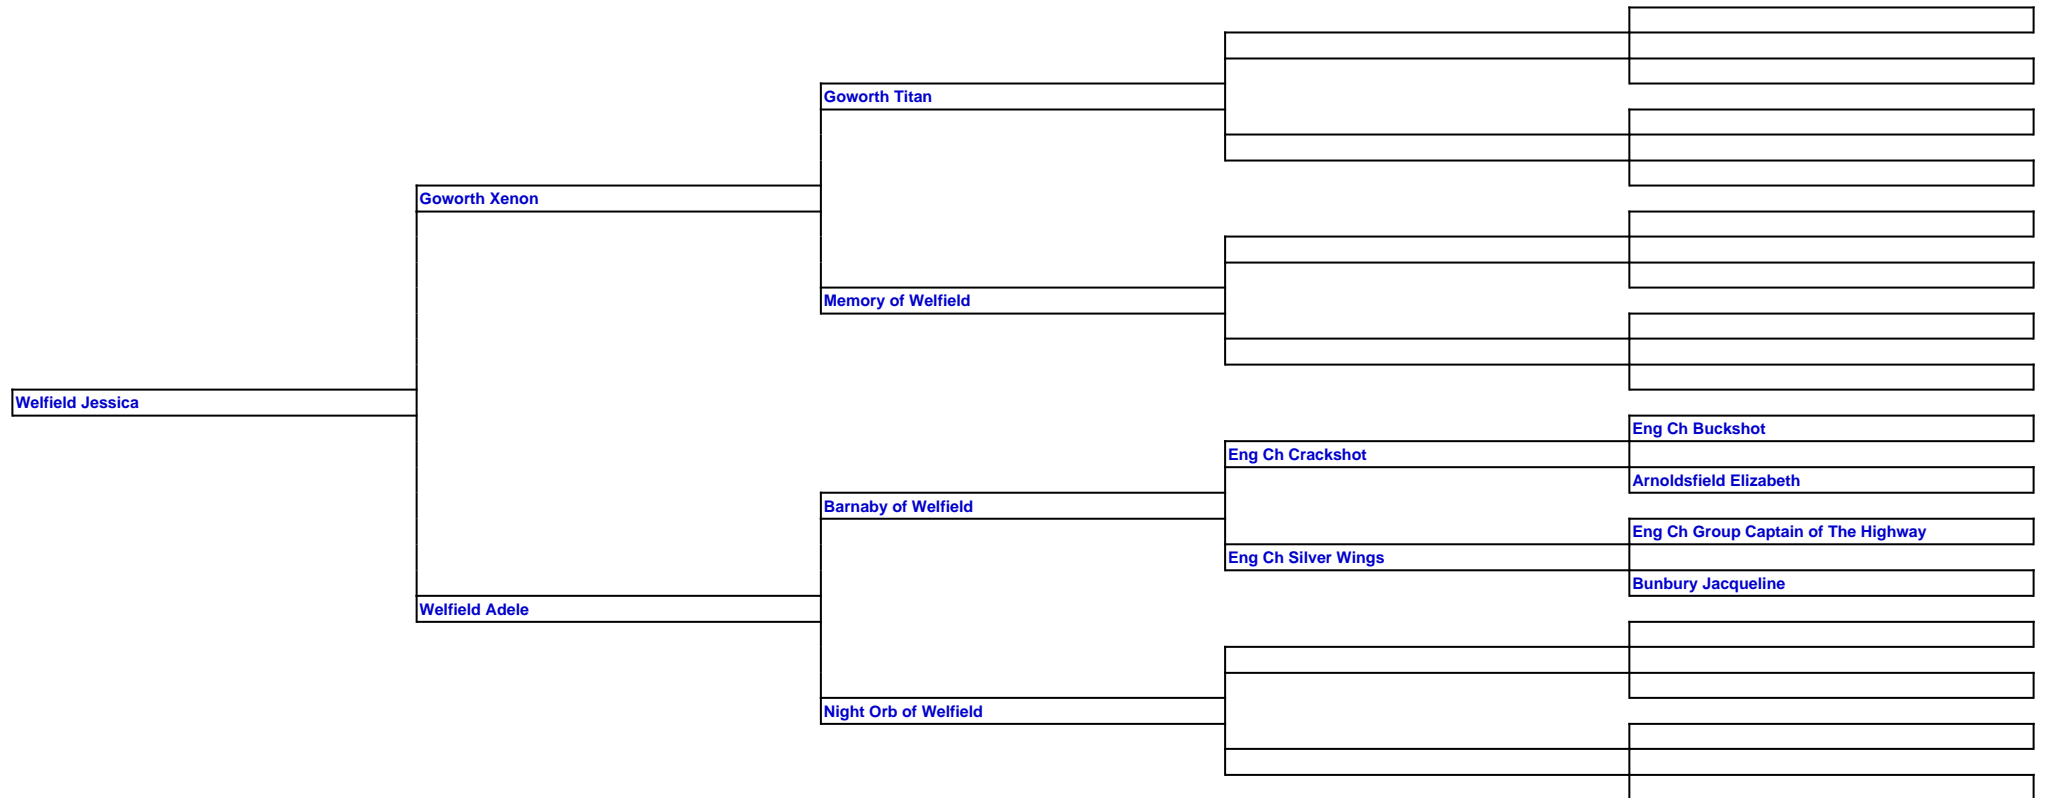 Goworth Titan
Goworth Xenon
Memory of Welfield
Welfield Jessica
Eng Ch Buckshot
Eng Ch Crackshot
Arnoldsfield Elizabeth
Barnaby of Welfield
Eng Ch Group Captain of The Highway
Eng Ch Silver Wings
Bunbury Jacqueline
Welfield Adele
Night Orb of Welfield